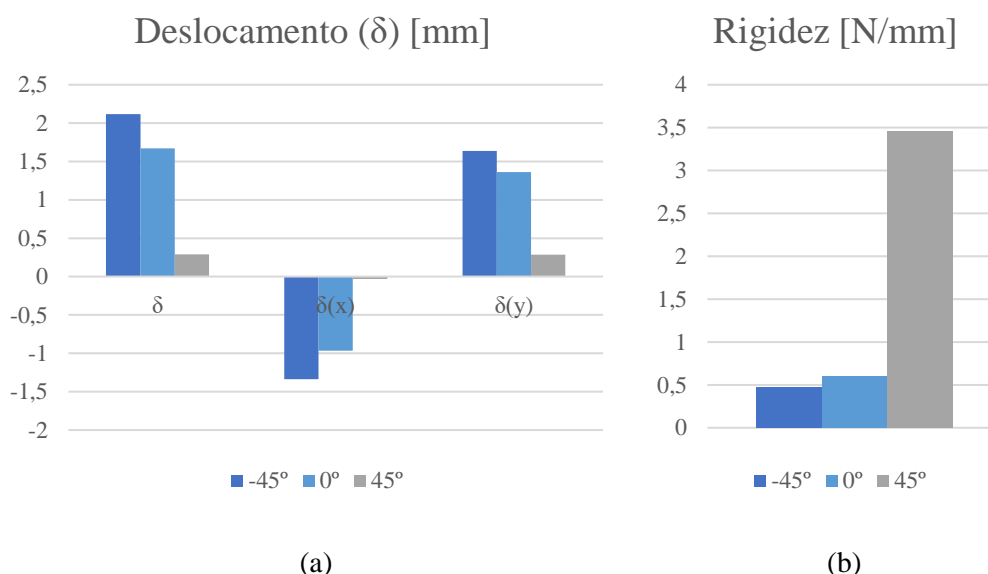 Deslocamento (δ) [mm]
2,5
2
1,5
1
0,5
0
-0,5
-1
-1,5
-2
δ
δ(x)
δ(y)
-45º 0º 45º
(a)
Rigidez [N/mm]
4
3,5
3
2,5
2
1,5
1
0,5
0
-45º 0º 45º
(b)